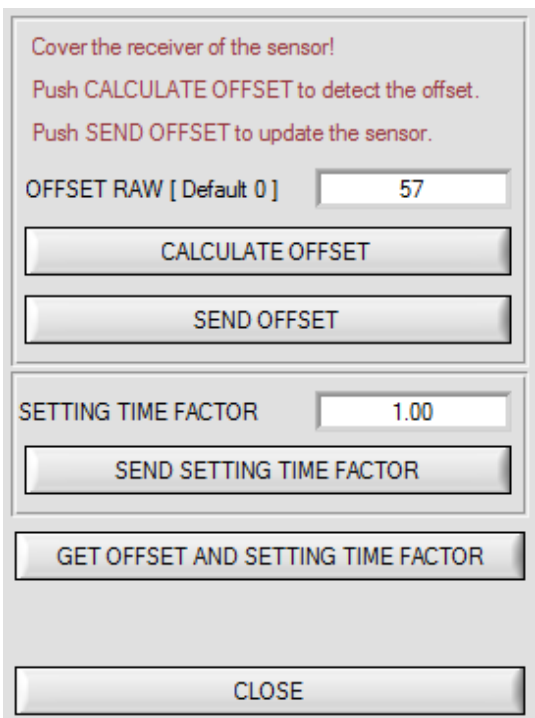 Cover the receiver of the sensor!
Push CALCULATE OFFSET to detect the offset.
Push SEND OFFSET to update the sensor.
OFFSET RAW [ Default 0 ] 57
CALCULATE OFFSET
SEND OFFSET
SETTING TIME FACTOR 1.00
SEND SETTING TIME FACTOR
GET OFFSET AND SETTING TIME FACTOR
CLOSE